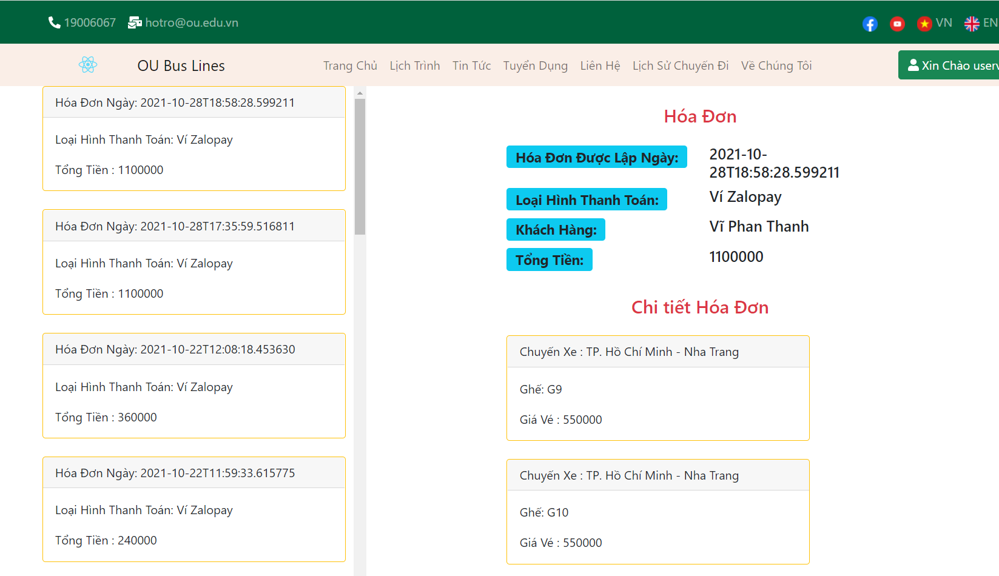 19006067 hotro@ou.edu.vn VN EN
OU Bus Lines Trang Chủ Lịch Trình Tin Tức Tuyển Dụng Liên Hệ Lịch Sử Chuyến Đi Về Chúng Tôi Xin Chào userv
Hóa Đơn Ngày: 2021-10-28T18:58:28.599211
Loại Hình Thanh Toán: Ví Zalopay
Tổng Tiền : 1100000
Hóa Đơn Ngày: 2021-10-28T17:35:59.516811
Loại Hình Thanh Toán: Ví Zalopay
Tổng Tiền : 1100000
Hóa Đơn Ngày: 2021-10-22T12:08:18.453630
Loại Hình Thanh Toán: Ví Zalopay
Tổng Tiền : 360000
Hóa Đơn Ngày: 2021-10-22T11:59:33.615775
Loại Hình Thanh Toán: Ví Zalopay
Tổng Tiền : 240000
Hóa Đơn
Hóa Đơn Được Lập Ngày: 2021-10-
28T18:58:28.599211
Loại Hình Thanh Toán: Ví Zalopay
Khách Hàng: Vĩ Phan Thanh
Tổng Tiền: 1100000
Chi tiết Hóa Đơn
Chuyến Xe : TP. Hồ Chí Minh - Nha Trang
Ghế: G9
Giá Vé : 550000
Chuyến Xe : TP. Hồ Chí Minh - Nha Trang
Ghế: G10
Giá Vé : 550000